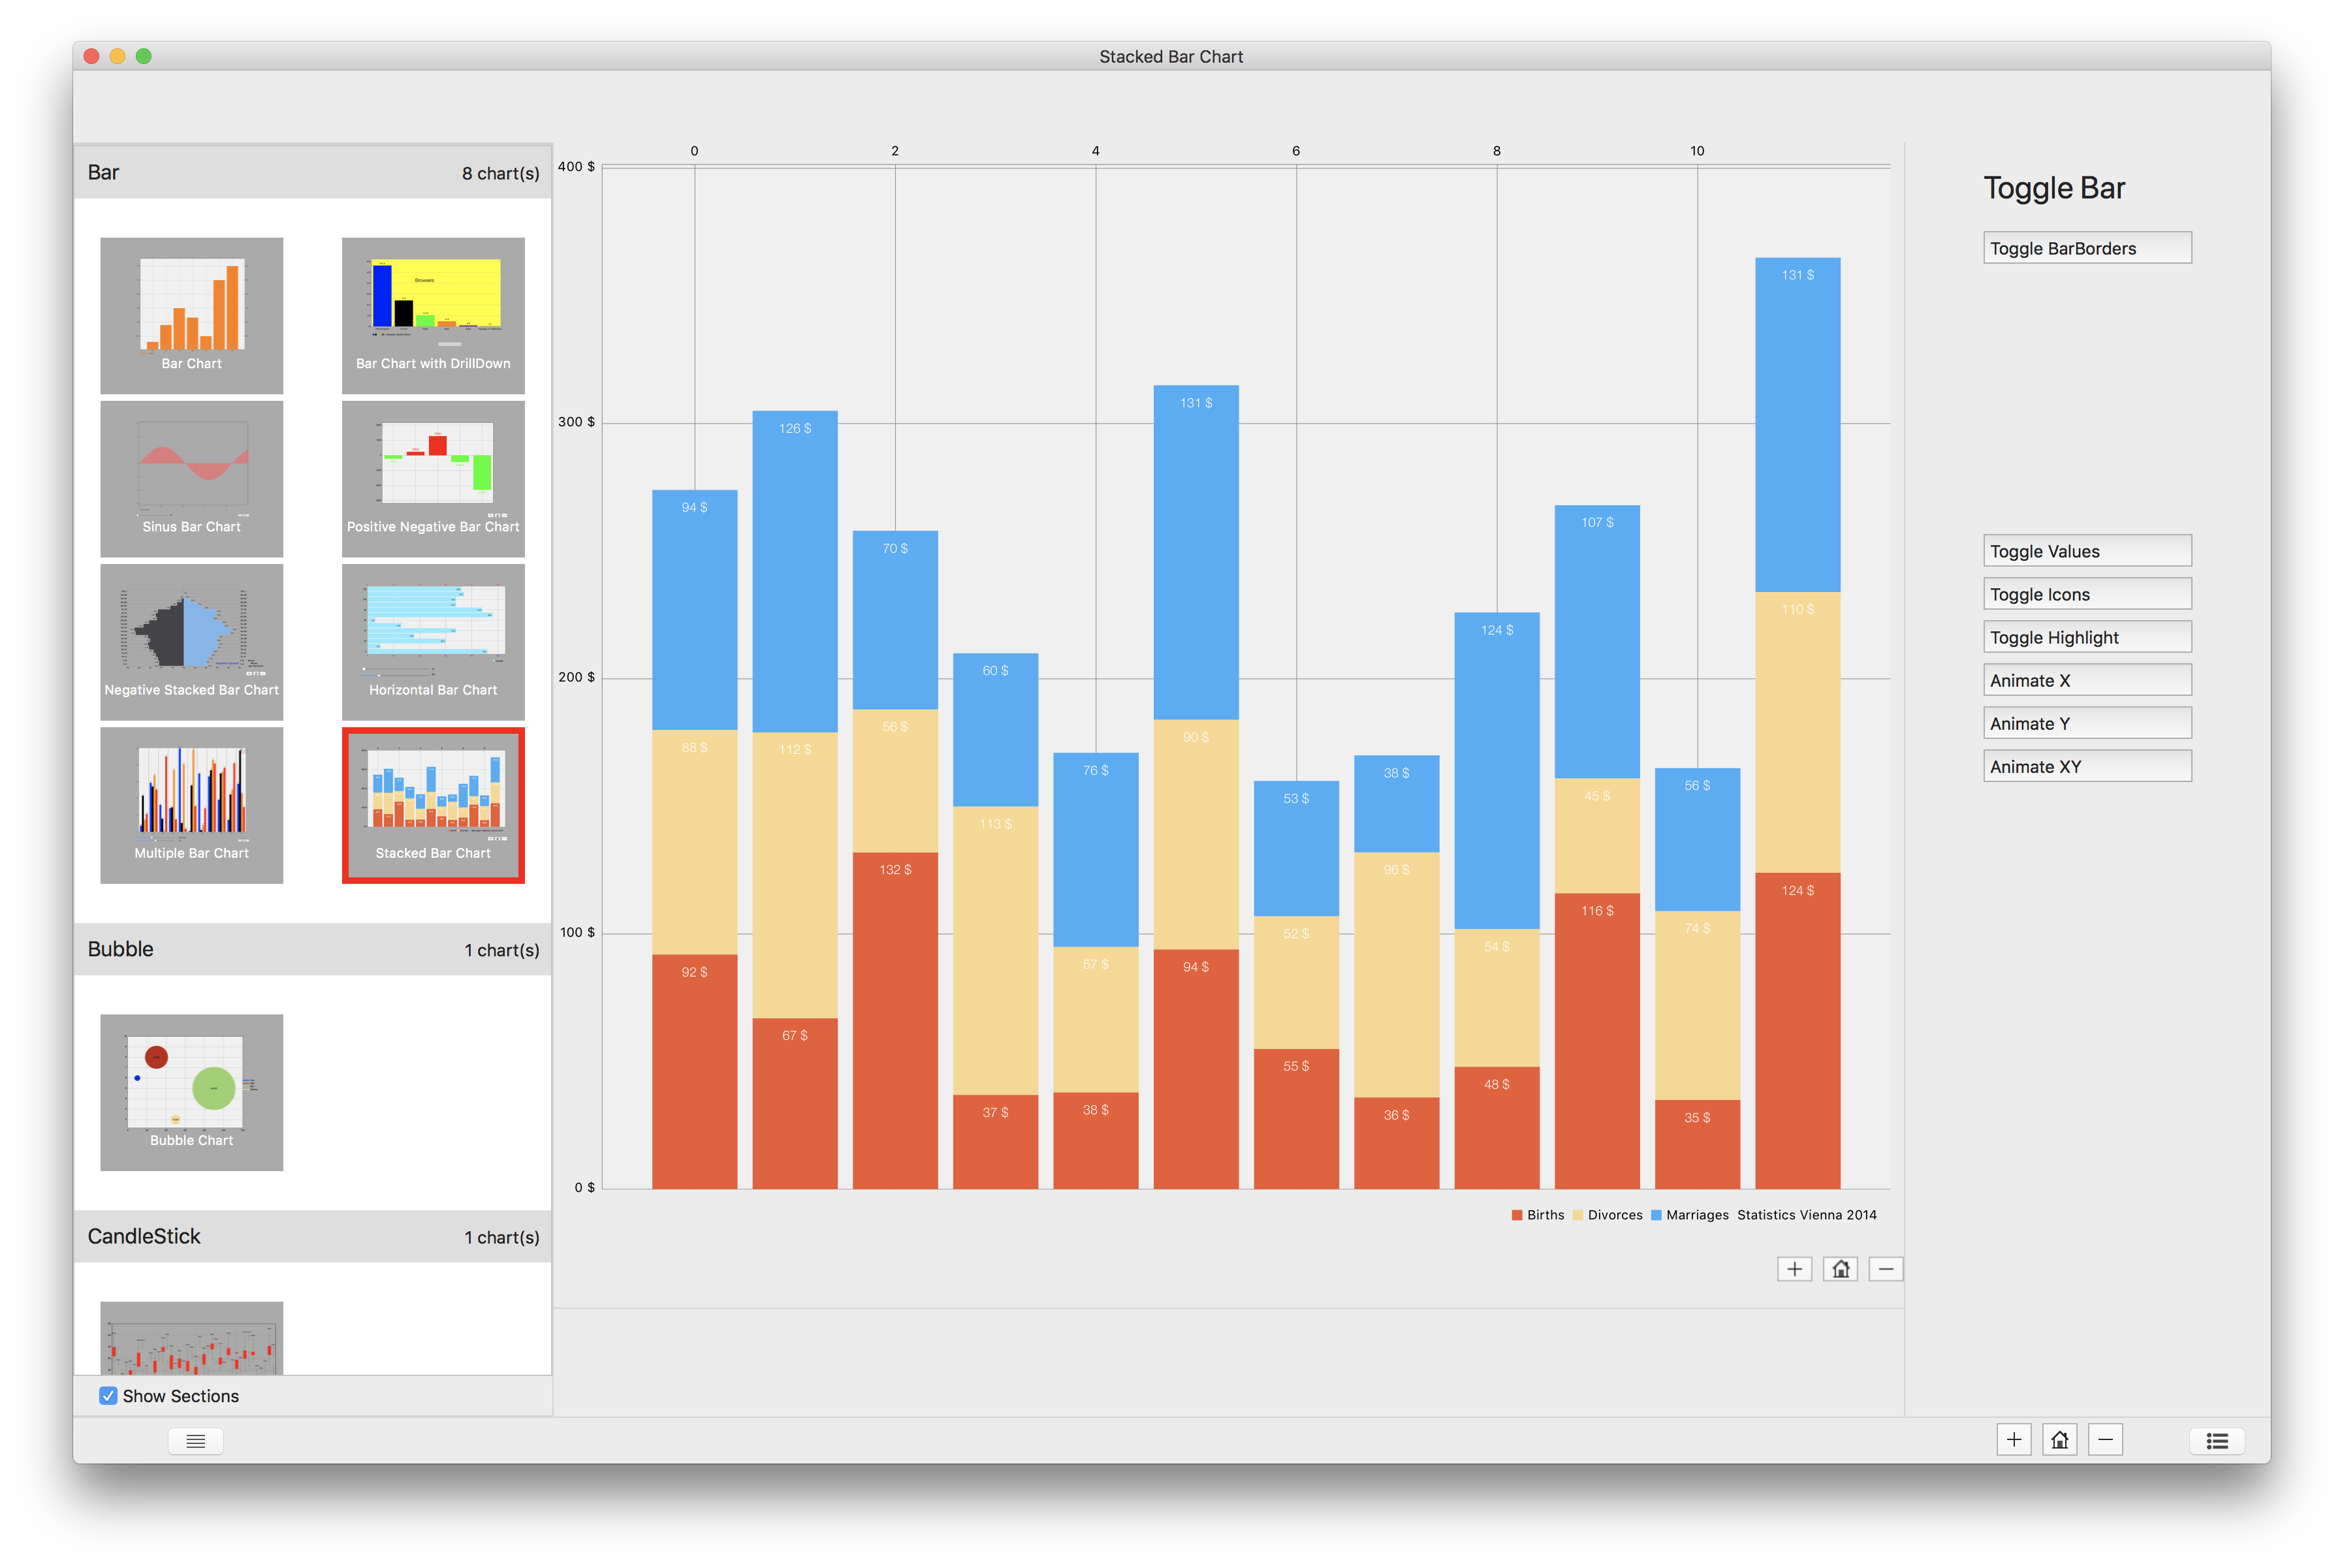 Stacked Bar Chart
Bar 8 chart(s)
Browsers
Bar Chart
Bar Chart with DrillDown
Sinus Bar Chart
Positive Negative Bar Chart
Negative Stacked Bar Chart
Horizontal Bar Chart
Multiple Bar Chart
Stacked Bar Chart
Bubble 1 chart(s)
Bubble Chart
CandleStick 1 chart(s)
Show Sections
0 2 4 6 8 10
400 $
300 $
200 $
100 $
0 $
94 $
88 $
92 $
126 $
112 $
67 $
70 $
56 $
132 $
60 $
113 $
37 $
76 $
57 $
38 $
131 $
90 $
94 $
53 $
52 $
55 $
38 $
96 $
36 $
124 $
54 $
48 $
107 $
45 $
116 $
56 $
74 $
35 $
131 $
110 $
124 $
Births Divorces Marriages Statistics Vienna 2014
Toggle Bar
Toggle BarBorders
Toggle Values
Toggle Icons
Toggle Highlight
Animate X
Animate Y
Animate XY